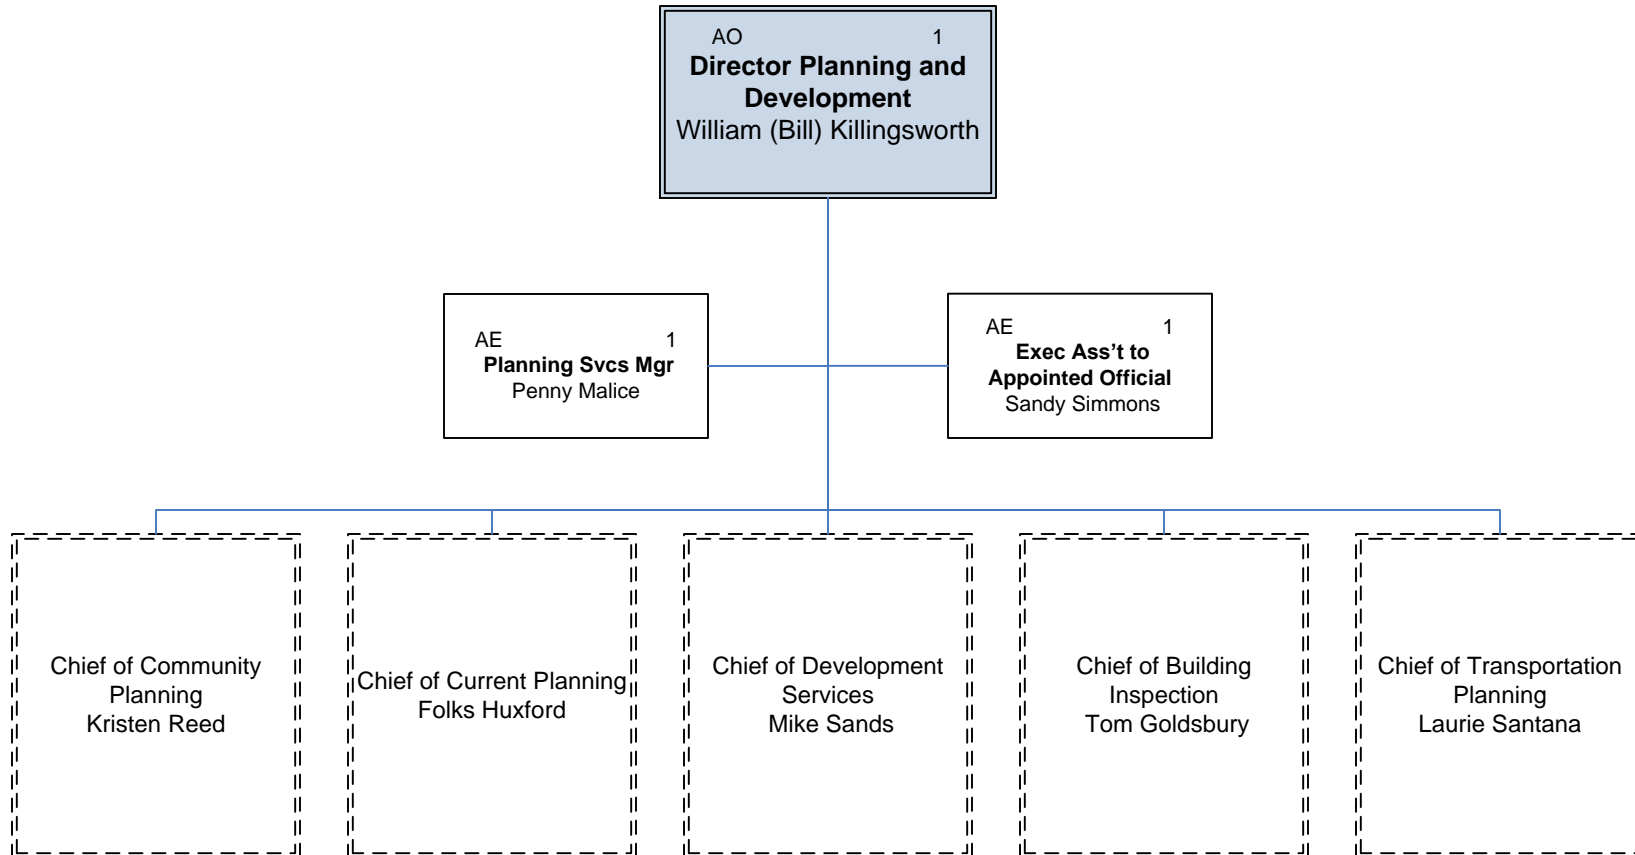 AO 1
Director Planning and
Development
William (Bill) Killingsworth
AE 1
Planning Svcs Mgr
Penny Malice
AE 1
Exec Ass’t to
Appointed Official
Sandy Simmons
Chief of Community
Planning
Kristen Reed
Chief of Current Planning
Folks Huxford
Chief of Development
Services
Mike Sands
Chief of Building
Inspection
Tom Goldsbury
Chief of Transportation
Planning
Laurie Santana